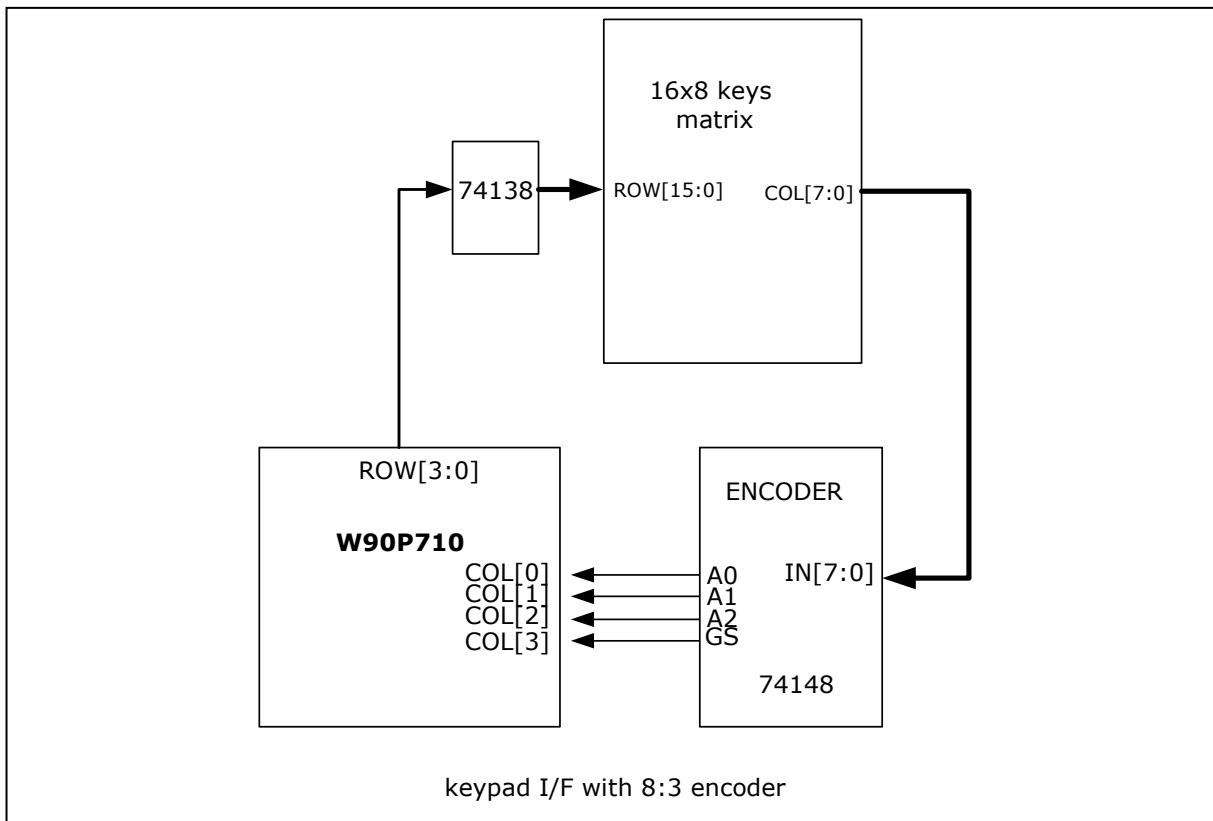 16x8 keys
matrix
74138
ROW[15:0]
COL[7:0]
ROW[3:0]
W90P710
COL[0]
COL[1]
COL[2]
COL[3]
ENCODER
A0
A1
A2
GS
IN[7:0]
74148
keypad I/F with 8:3 encoder